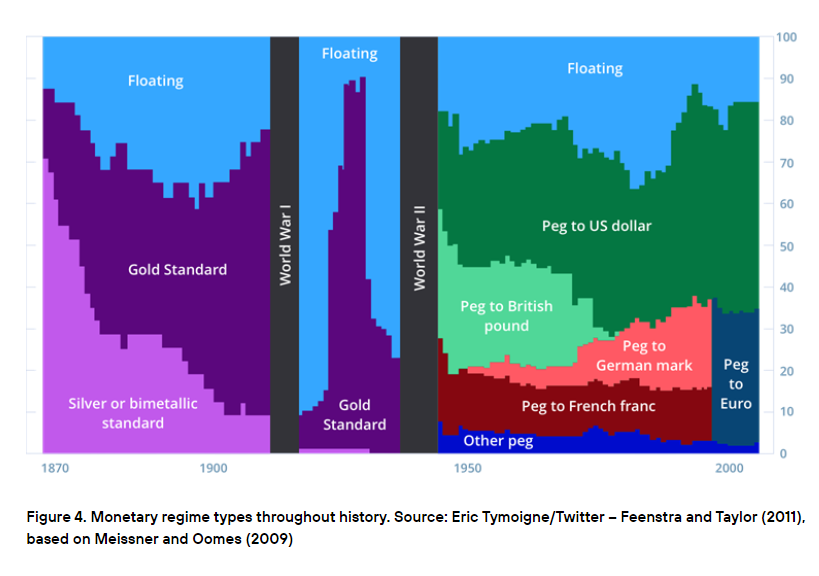 Floating
Floating
Floating
100
90
80
70
60
50
40
30
20
10
0
World War I
World War II
Peg to US dollar
Gold Standard
Peg to British
pound
Peg to
German mark
Peg
to
Euro
Silver or bimetallic
standard
Gold
Standard
Peg to French franc
Other peg
1870
1900
1950
2000
Figure 4. Monetary regime types throughout history. Source: Eric Tymoigne/Twitter – Feenstra and Taylor (2011),
based on Meissner and Oomes (2009)